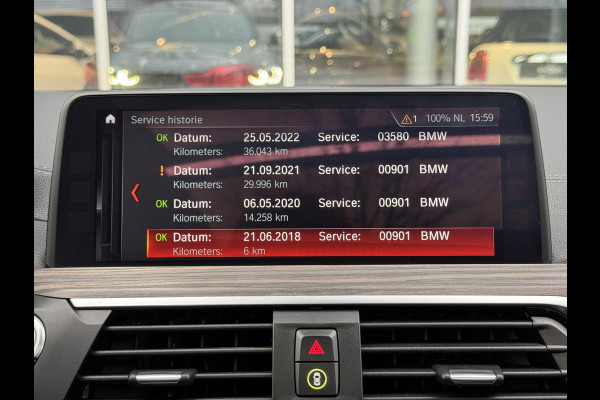 Service historie
1 100% NL 15:59
OK Datum: 25.05.2022 Service: 03580 BMW
Kilometers: 36.043 km
! Datum: 21.09.2021 Service: 00901 BMW
Kilometers: 29.996 km
OK Datum: 06.05.2020 Service: 00901 BMW
Kilometers: 14.258 km
OK Datum: 21.06.2018 Service: 00901 BMW
Kilometers: 6 km